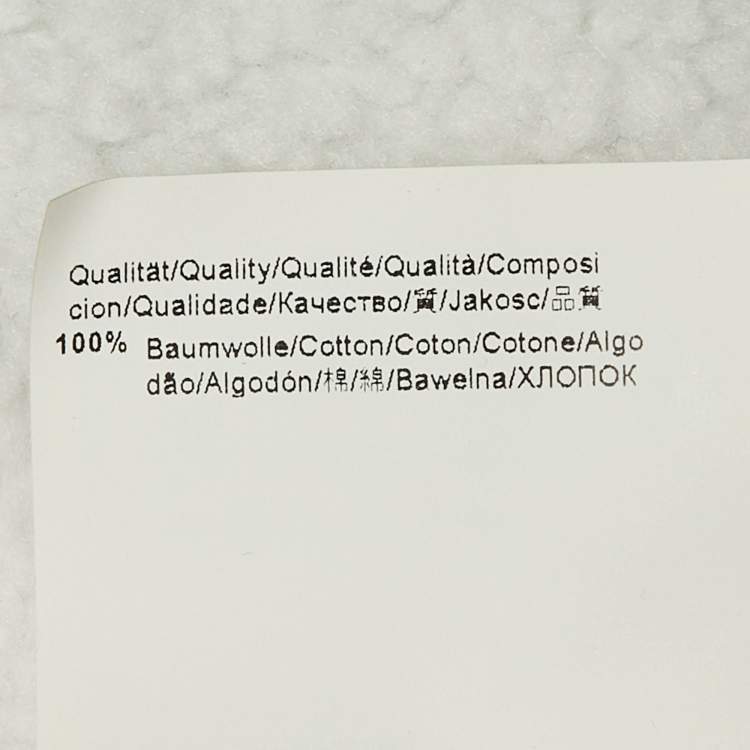 Qualität/Quality/Qualité/Qualità/Composi
cion/Qualidade/Качество/質/Jakosc/品質
100% Baumwolle/Cotton/Coton/Cotone/Algo
dão/Algodón/棉/綿/Bawelna/ХЛОПОК